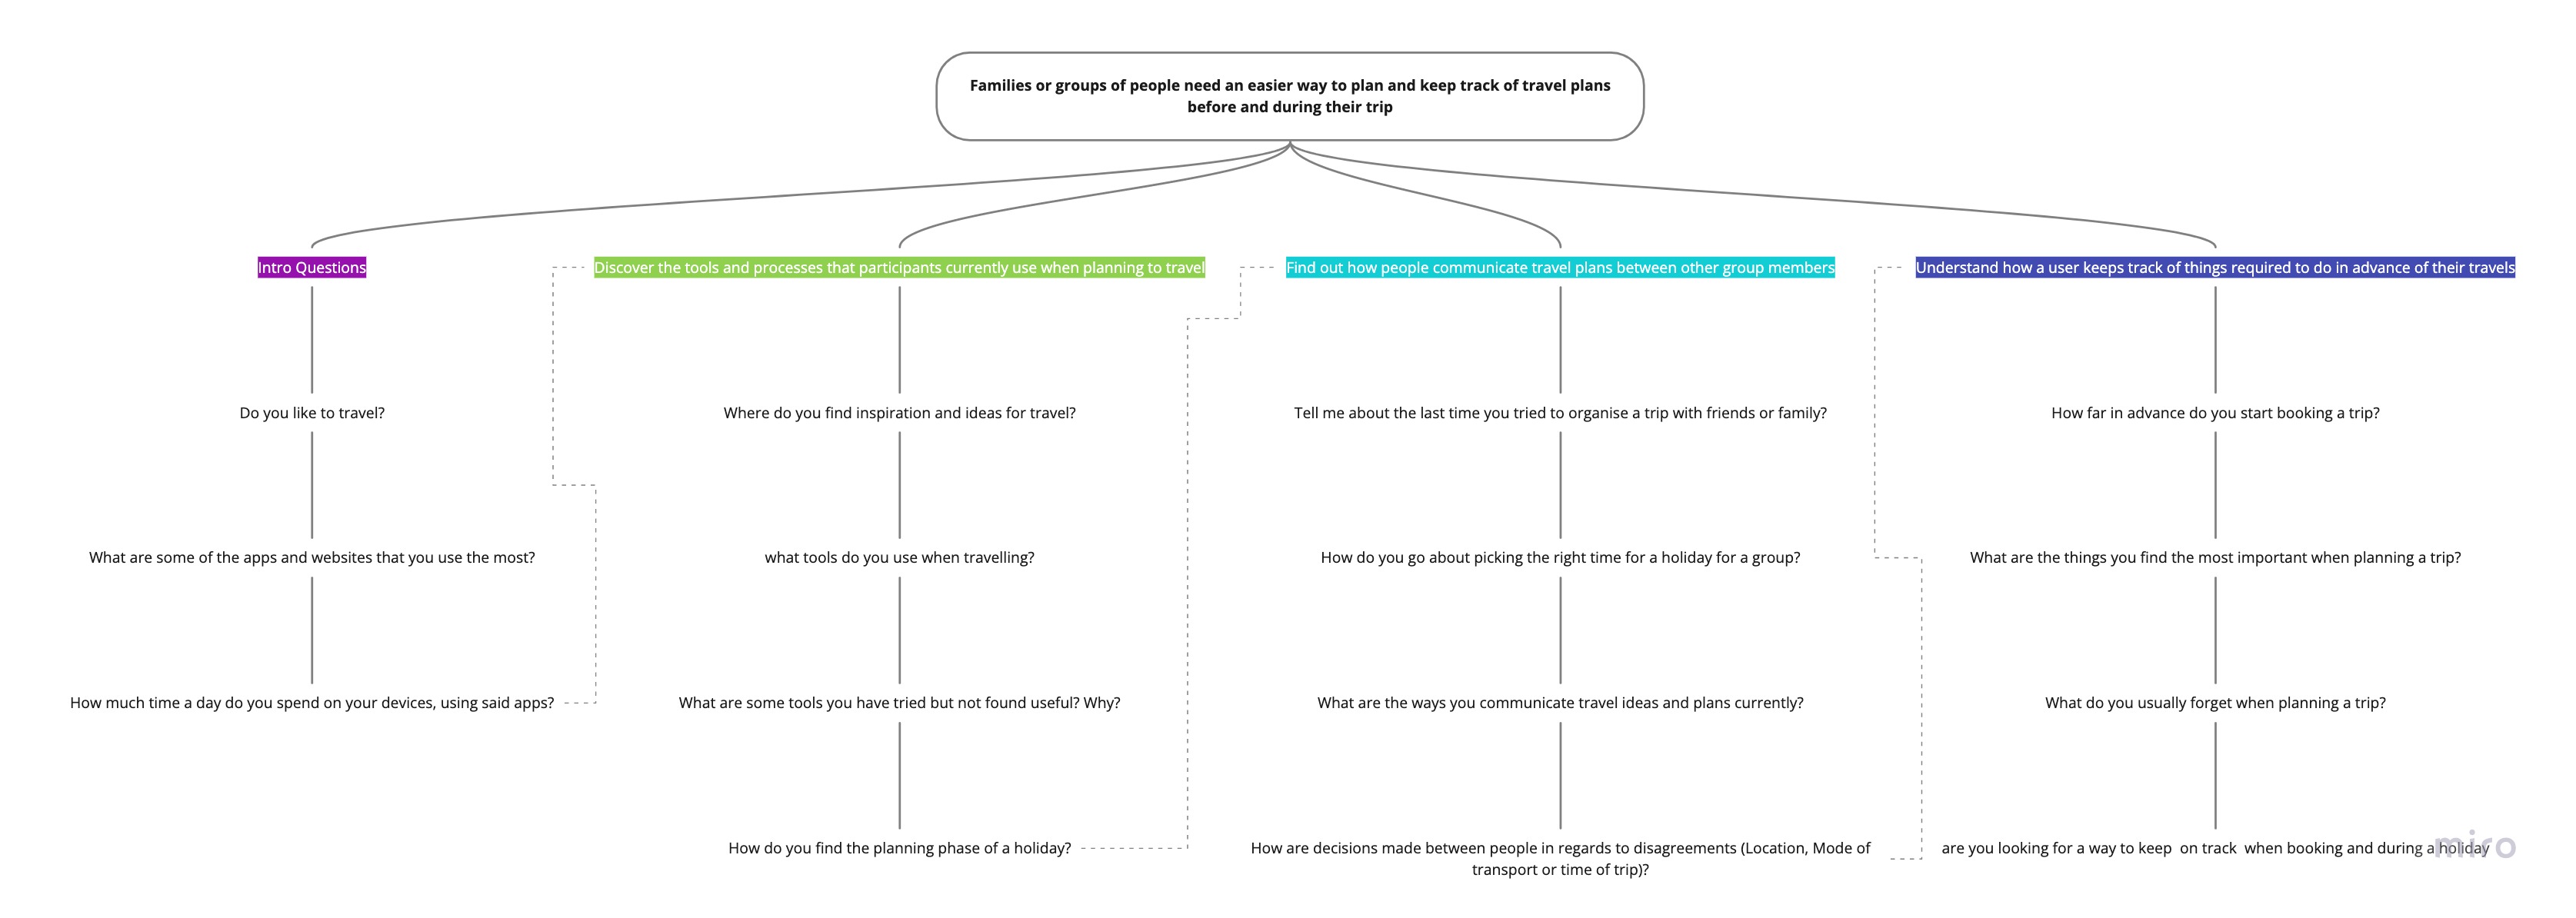 Families or groups of people need an easier way to plan and keep track of travel plans
before and during their trip
Intro Questions
Do you like to travel?
What are some of the apps and websites that you use the most?
How much time a day do you spend on your devices, using said apps?
Discover the tools and processes that participants currently use when planning to travel
Where do you find inspiration and ideas for travel?
what tools do you use when travelling?
What are some tools you have tried but not found useful? Why?
How do you find the planning phase of a holiday?
Find out how people communicate travel plans between other group members
Tell me about the last time you tried to organise a trip with friends or family?
How do you go about picking the right time for a holiday for a group?
What are the ways you communicate travel ideas and plans currently?
How are decisions made between people in regards to disagreements (Location, Mode of
transport or time of trip)?
Understand how a user keeps track of things required to do in advance of their travels
How far in advance do you start booking a trip?
What are the things you find the most important when planning a trip?
What do you usually forget when planning a trip?
are you looking for a way to keep  on track  when booking and during a holiday
miro